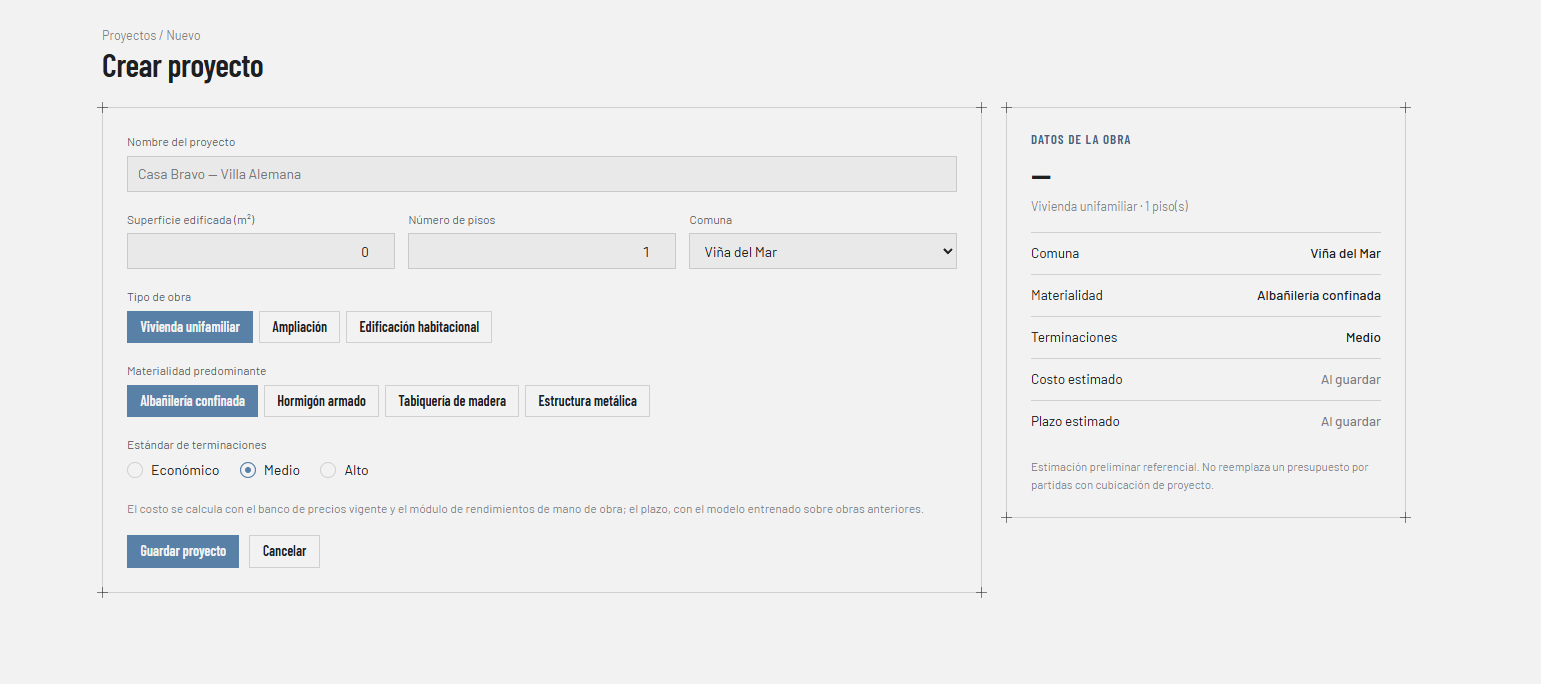 Proyectos / Nuevo
Crear proyecto
Nombre del proyecto
Casa Bravo — Villa Alemana
Superficie edificada (m²)
Número de pisos
Comuna
0
1
Viña del Mar
Tipo de obra
Vivienda unifamiliar
Ampliación
Edificación habitacional
Materialidad predominante
Albañilería confinada
Hormigón armado
Tabiquería de madera
Estructura metálica
Estándar de terminaciones
Económico
Medio
Alto
El costo se calcula con el banco de precios vigente y el módulo de rendimientos de mano de obra; el plazo, con el modelo entrenado sobre obras anteriores.
Guardar proyecto
Cancelar
DATOS DE LA OBRA
—
Vivienda unifamiliar · 1 piso(s)
Comuna Viña del Mar
Materialidad Albañilería confinada
Terminaciones Medio
Costo estimado Al guardar
Plazo estimado Al guardar
Estimación preliminar referencial. No reemplaza un presupuesto por
partidas con cubicación de proyecto.